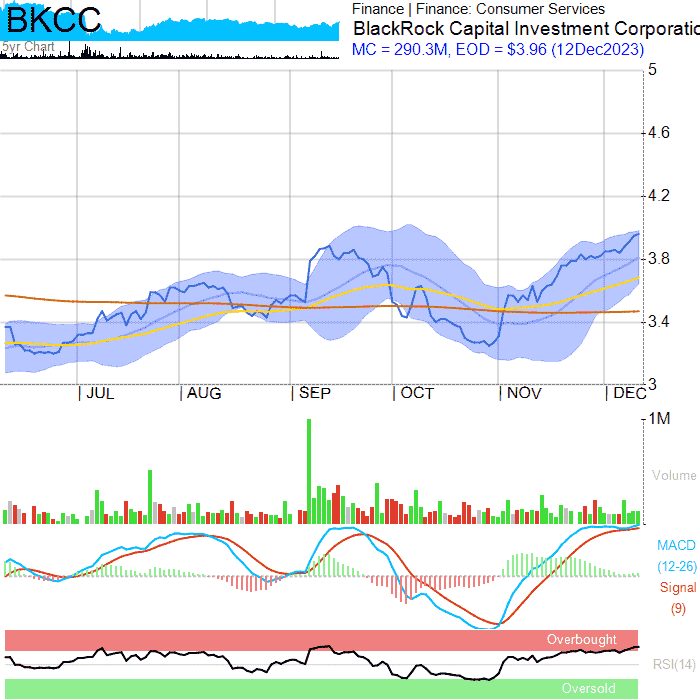 BKCC
5yr Chart
Finance | Finance: Consumer Services
BlackRock Capital Investment Corporatic
MC = 290.3M, EOD = $3.96 (12Dec2023)
5
4.6
4.2
3.8
3.4
3
JUL
AUG
SEP
OCT
NOV
DEC
1M
Volume
MACD
(12-26)
Signal
(9)
Overbought
RSI(14)
Oversold